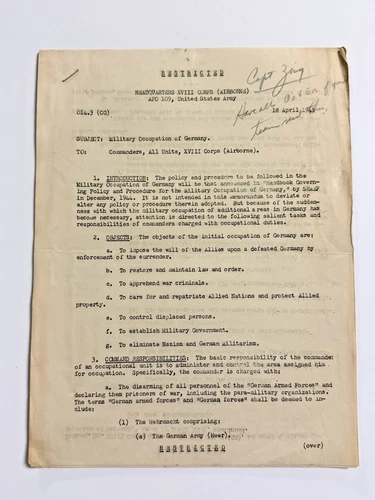 RESTRICTED
HEADQUARTERS XVIII CORPS (AIRBORNE)
APO 109, United States Army
014.3 (CG)
18 April 1945
Capt
Have all
SUBJECT: Military Occupation of Germany.
TO: Commanders, All Units, XVIII Corps (Airborne).
1. INTRODUCTION: The policy and procedure to be followed in the
Military Occupation of Germany will be that announced in "Handbook Govern-
ing Policy and Procedure for the Military Occupation of Germany," by SHAEF
in December, 1944. It is not intended in this memorandum to deviate or
alter any policy or procedure therein adopted. But because of the sudden-
ness with which the military occupation of additional areas in Germany has
become necessary, attention is directed to the following salient tasks and
responsibilities of commanders charged with occupational duties.
2. OBJECTS: The objects of the initial occupation of Germany are:
a. To impose the will of the Allies upon a defeated Germany by
enforcement of the surrender.
b. To restore and maintain law and order.
c. To apprehend war criminals.
d. To care for and repatriate Allied Nations and protect Allied
property.
e. To control displaced persons.
f. To establish Military Government.
g. To eliminate Nazism and German Militarism.
3. COMMAND RESPONSIBILITIES: The basic responsibility of the commander
of an occupational unit is to administer and control the area assigned him
for occupation. Specifically, the commander is charged with:
a. The disarming of all personnel of the "German Armed Forces" and
declaring them prisoners of war, including the para-military organizations.
The terms "German armed forces" and "German forces" shall be deemed to in-
clude:
(1) The Wehrmacht comprising:
(a) The German Army (Heer).
RESTRICTED
(over)